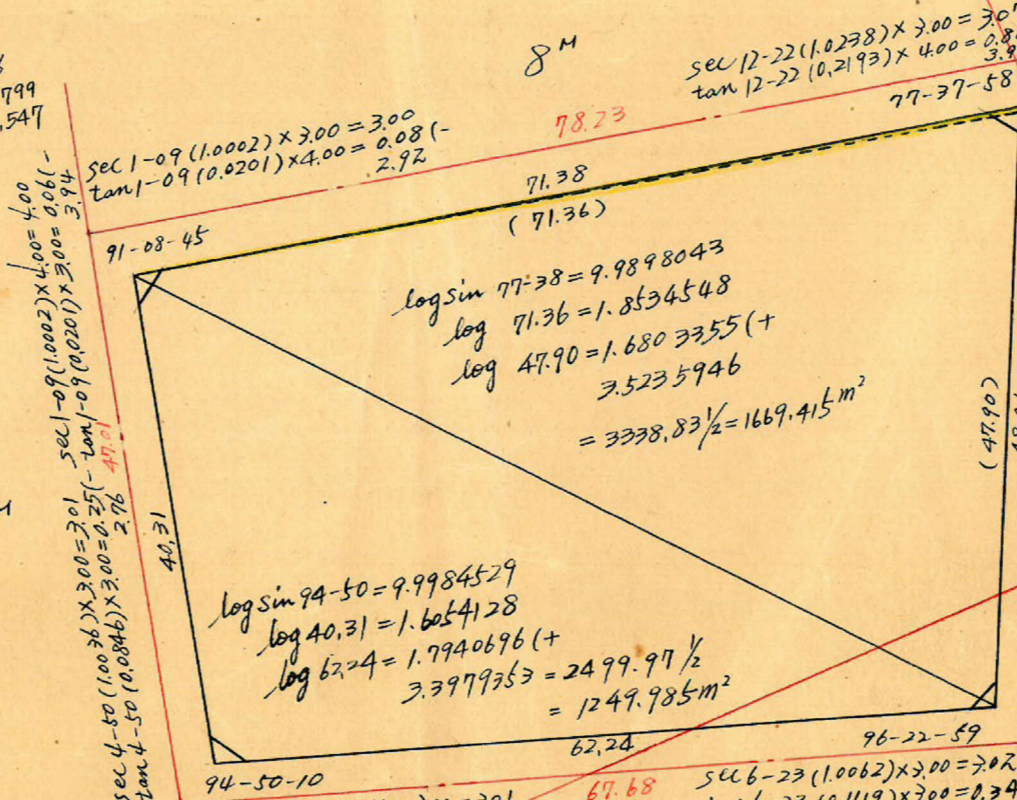 799
,547
8ᴹ
sec 12-22 (1.0238) × 3.00 = 3.07
tan 12-22 (0,2193) × 4.00 = 0.8
3.9
77-37-58
78.23
sec 1-09 (1.0002) × 3.00 = 3.00
tan 1-09 (0.0201) × 4.00 = 0.08 (-
2.92
71.38
(71.36)
91-08-45
sec 1-09 (1.0002) × 4.00 = 4.00
tan 1-09 (0,0201) × 3.00 = 0,06 (-
3,94
47.01
sec 4-50 (1.0036) × 3.00 = 3.01
tan 4-50 (0.0846) × 3.00 = 0.25 (-
2.76
40,31
logsin 77-38 = 9.9898043
log 71.36 = 1.8534548
log 47.90 = 1.6803355 (+
3.5235946
= 3338,83 1/2 = 1669.415 m²
(47.90)
logsin 94-50 = 9.9984529
log 40,31 = 1.6054128
log 62,24 = 1.7940696 (+
3.3979353 = 2499.97 1/2
= 1249.985 m²
62,24
96-22-59
94-50-10
67.68
sec 6-23 (1.0062) × 3,00 = 3,02